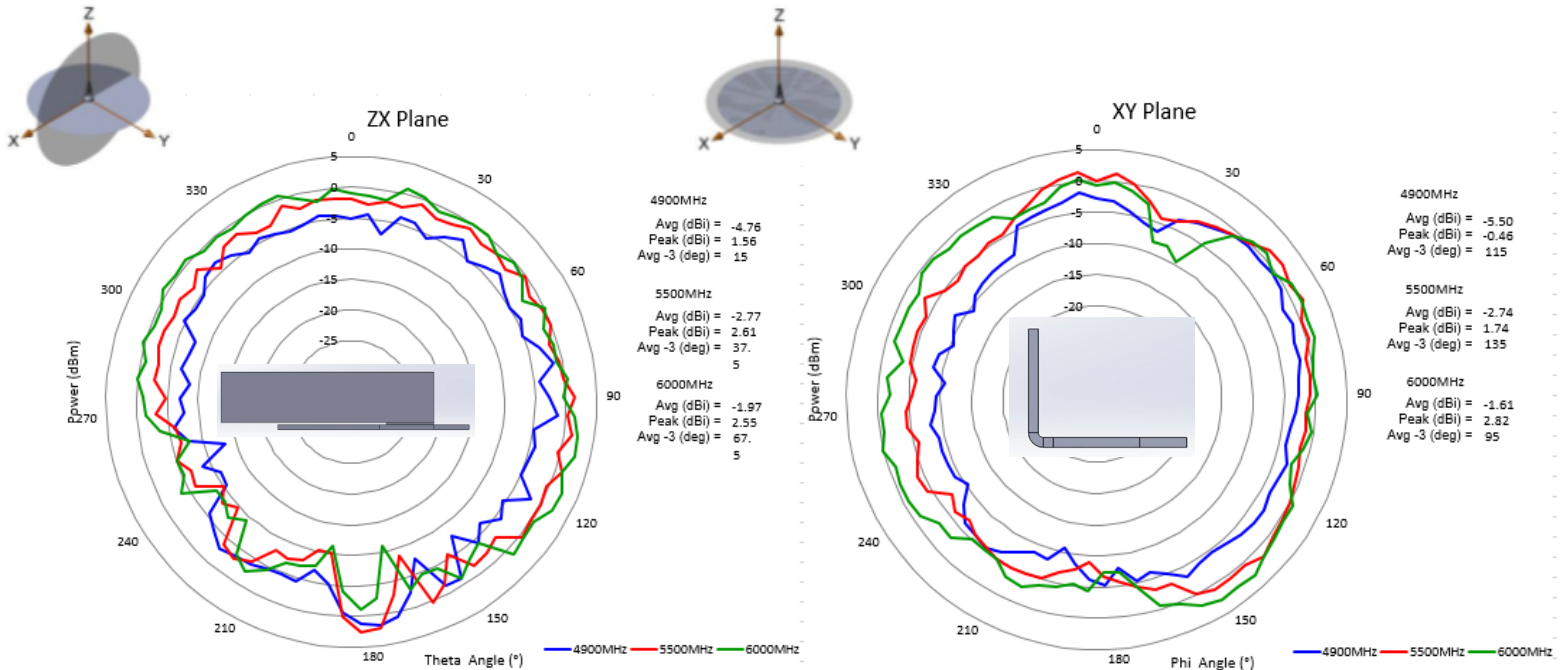 Z
X
Y
ZX Plane
0
5
0
-5
-10
-15
-20
-25
30
60
90
120
150
180
210
240
270
300
330
Power (dBm)
Theta Angle (°)
4900MHz
5500MHz
6000MHz
4900MHz
Avg (dBi) = -4.76
Peak (dBi) = 1.56
Avg -3 (deg) = 15
5500MHz
Avg (dBi) = -2.77
Peak (dBi) = 2.61
Avg -3 (deg) = 37.
5
6000MHz
Avg (dBi) = -1.97
Peak (dBi) = 2.55
Avg -3 (deg) = 67.
5
Z
X
Y
XY Plane
0
5
0
-5
-10
-15
-20
30
60
90
120
150
180
210
240
270
300
330
Power (dBm)
Phi Angle (°)
4900MHz
5500MHz
6000MHz
4900MHz
Avg (dBi) = -5.50
Peak (dBi) = -0.46
Avg -3 (deg) = 115
5500MHz
Avg (dBi) = -2.74
Peak (dBi) = 1.74
Avg -3 (deg) = 135
6000MHz
Avg (dBi) = -1.61
Peak (dBi) = 2.82
Avg -3 (deg) = 95